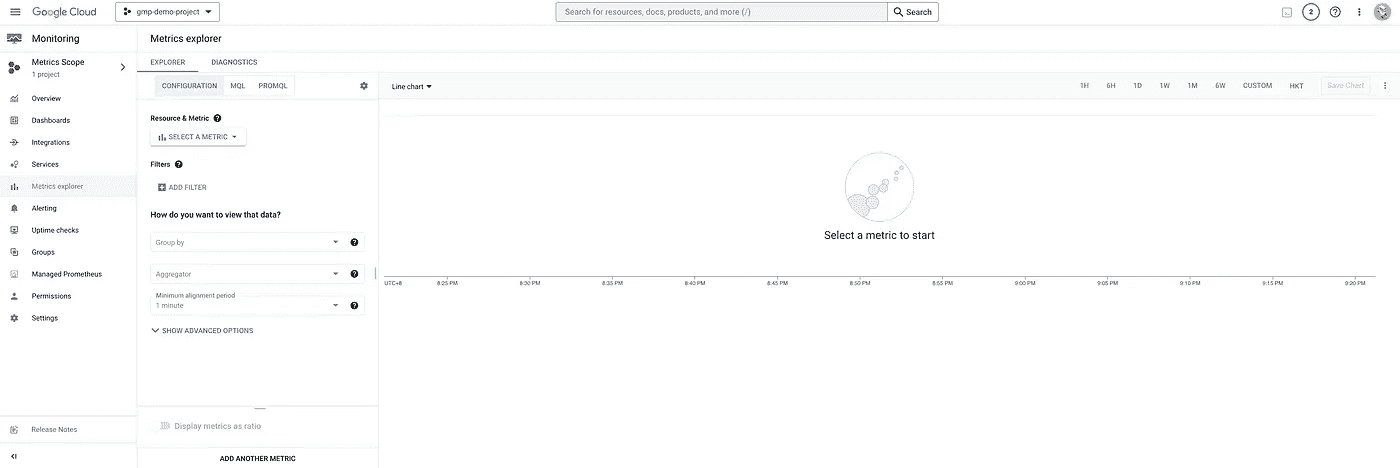 Google Cloud
gmp-demo-project
Search for resources, docs, products, and more (/)
Search
2
Monitoring
Metrics Scope
1 project
Overview
Dashboards
Integrations
Services
Metrics explorer
Alerting
Uptime checks
Groups
Managed Prometheus
Permissions
Settings
Release Notes
Metrics explorer
EXPLORER DIAGNOSTICS
CONFIGURATION MQL PROMQL
Resource & Metric
SELECT A METRIC
Filters
ADD FILTER
How do you want to view that data?
Group by
Aggregator
Minimum alignment period
1 minute
SHOW ADVANCED OPTIONS
Display metrics as ratio
ADD ANOTHER METRIC
Line chart
1H 6H 1D 1W 1M 6W CUSTOM HKT Save Chart
Select a metric to start
UTC+8 8:25 PM 8:30 PM 8:35 PM 8:40 PM 8:45 PM 8:50 PM 8:55 PM 9:00 PM 9:05 PM 9:10 PM 9:15 PM 9:20 PM